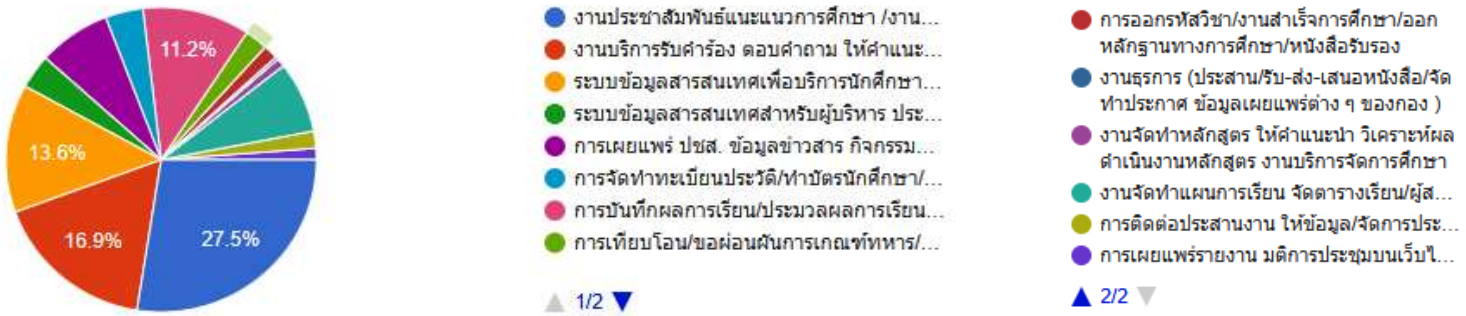 11.2%
13.6%
16.9%
27.5%
งานประชาสัมพันธ์แนะแนวการศึกษา /งาน…
งานบริการรับคำร้อง ตอบคำถาม ให้คำแนะ…
ระบบข้อมูลสารสนเทศเพื่อบริการนักศึกษา…
ระบบข้อมูลสารสนเทศสำหรับผู้บริหาร ประ…
การเผยแพร่ ปชส. ข้อมูลข่าวสาร กิจกรรม…
การจัดทำทะเบียนประวัติ/ทำบัตรนักศึกษา/…
การบันทึกผลการเรียน/ประมวลผลการเรียน…
การเทียบโอน/ขอผ่อนผันการเกณฑ์ทหาร/…
1/2
การออกรหัสวิชา/งานสำเร็จการศึกษา/ออก
หลักฐานทางการศึกษา/หนังสือรับรอง
งานธุรการ (ประสาน/รับ-ส่ง-เสนอหนังสือ/จัด
ทำประกาศ ข้อมูลเผยแพร่ต่าง ๆ ของกอง )
งานจัดทำหลักสูตร ให้คำแนะนำ วิเคราะห์ผล
ดำเนินงานหลักสูตร งานบริการจัดการศึกษา
งานจัดทำแผนการเรียน จัดตารางเรียน/ผู้ส…
การติดต่อประสานงาน ให้ข้อมูล/จัดการประ…
การเผยแพร่รายงาน มติการประชุมบนเว็บไ…
2/2